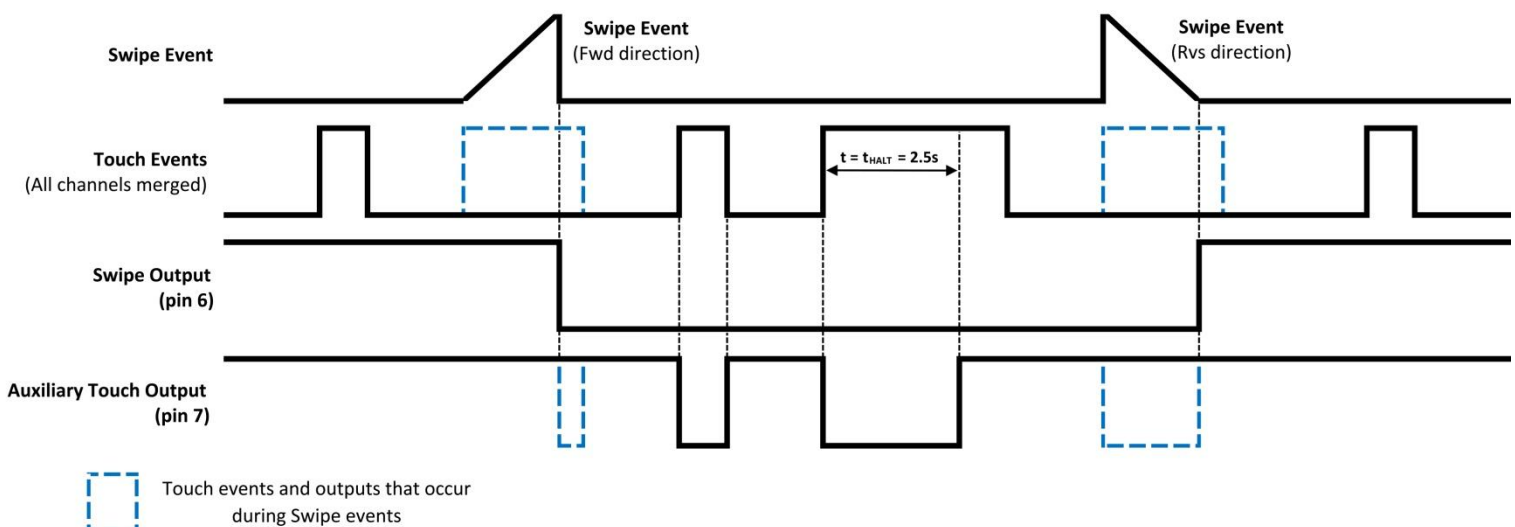 Swipe Event
Swipe Event
(Fwd direction)
Swipe Event
(Rvs direction)
Touch Events
(All channels merged)
t = tHALT = 2.5s
Swipe Output
(pin 6)
Auxiliary Touch Output
(pin 7)
Touch events and outputs that occur
during Swipe events